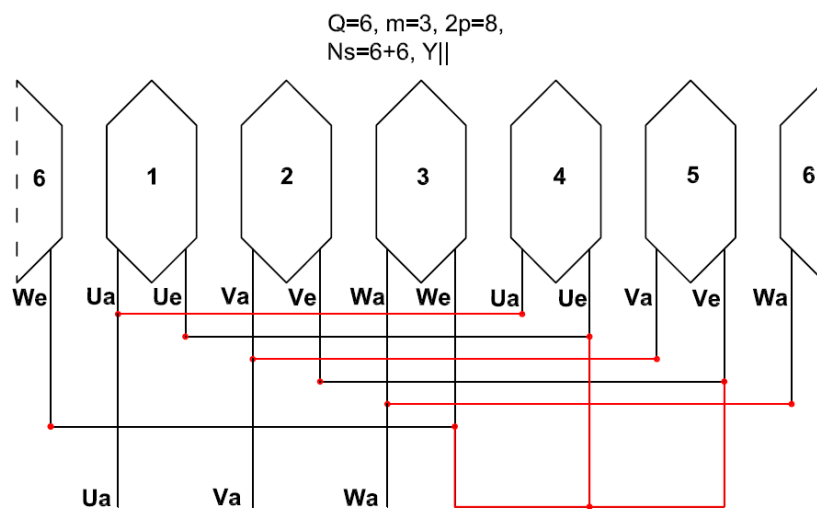 Q=6, m=3, 2p=8,
Ns=6+6, Y||
6 1 2 3 4 5 6
We Ua Ue Va Ve Wa We Ua Ue Va Ve Wa
Ua Va Wa